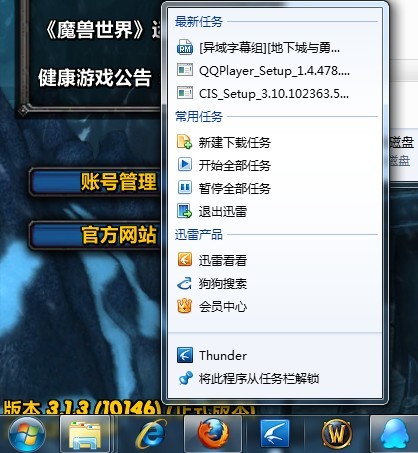 《魔兽世界》
健康游戏公告
账号管理
官方网站
最新任务
[异域字幕组][地下城与勇...
QQPlayer_Setup_1.4.478....
CIS_Setup_3.10.102363.5...
常用任务
新建下载任务
开始全部任务
暂停全部任务
退出迅雷
迅雷产品
迅雷看看
狗狗搜索
会员中心
Thunder
将此程序从任务栏解锁
磁盘
磁盘
版本 3.1.3 (10146) (正式版本)